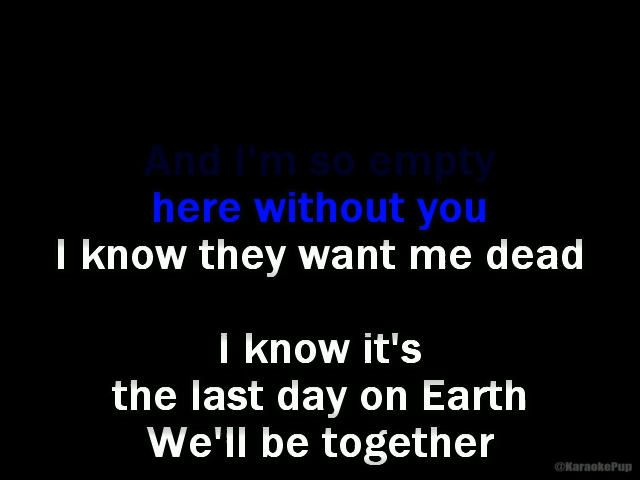 And I'm so empty
here without you
I know they want me dead
I know it's
the last day on Earth
We'll be together
@KaraokePup